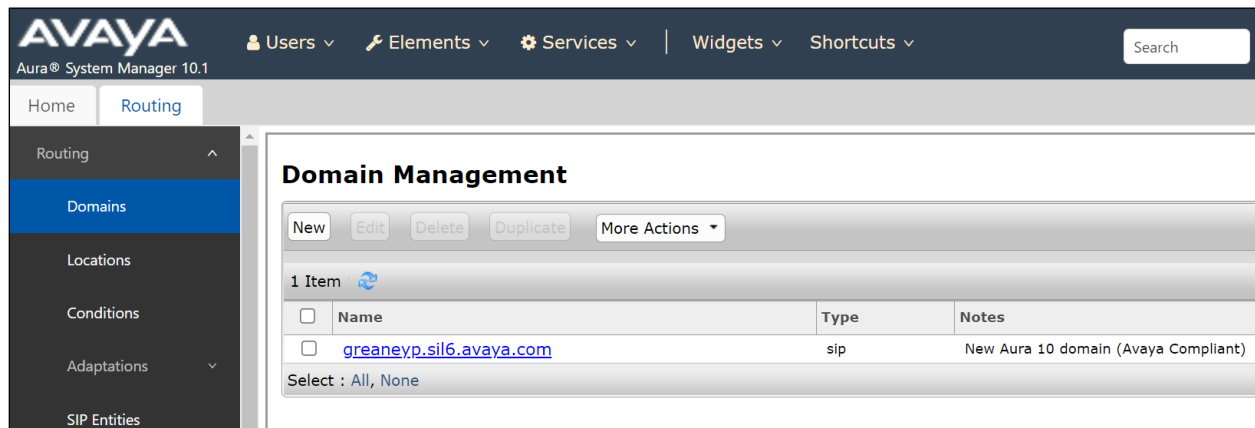 AVAYA
Aura® System Manager 10.1
Users Elements Services | Widgets Shortcuts Search
Home Routing
Routing
Domains
Locations
Conditions
Adaptations
SIP Entities
Domain Management
New Edit Delete Duplicate More Actions
1 Item
Name Type Notes
greaneyp.sil6.avaya.com sip New Aura 10 domain (Avaya Compliant)
Select : All, None